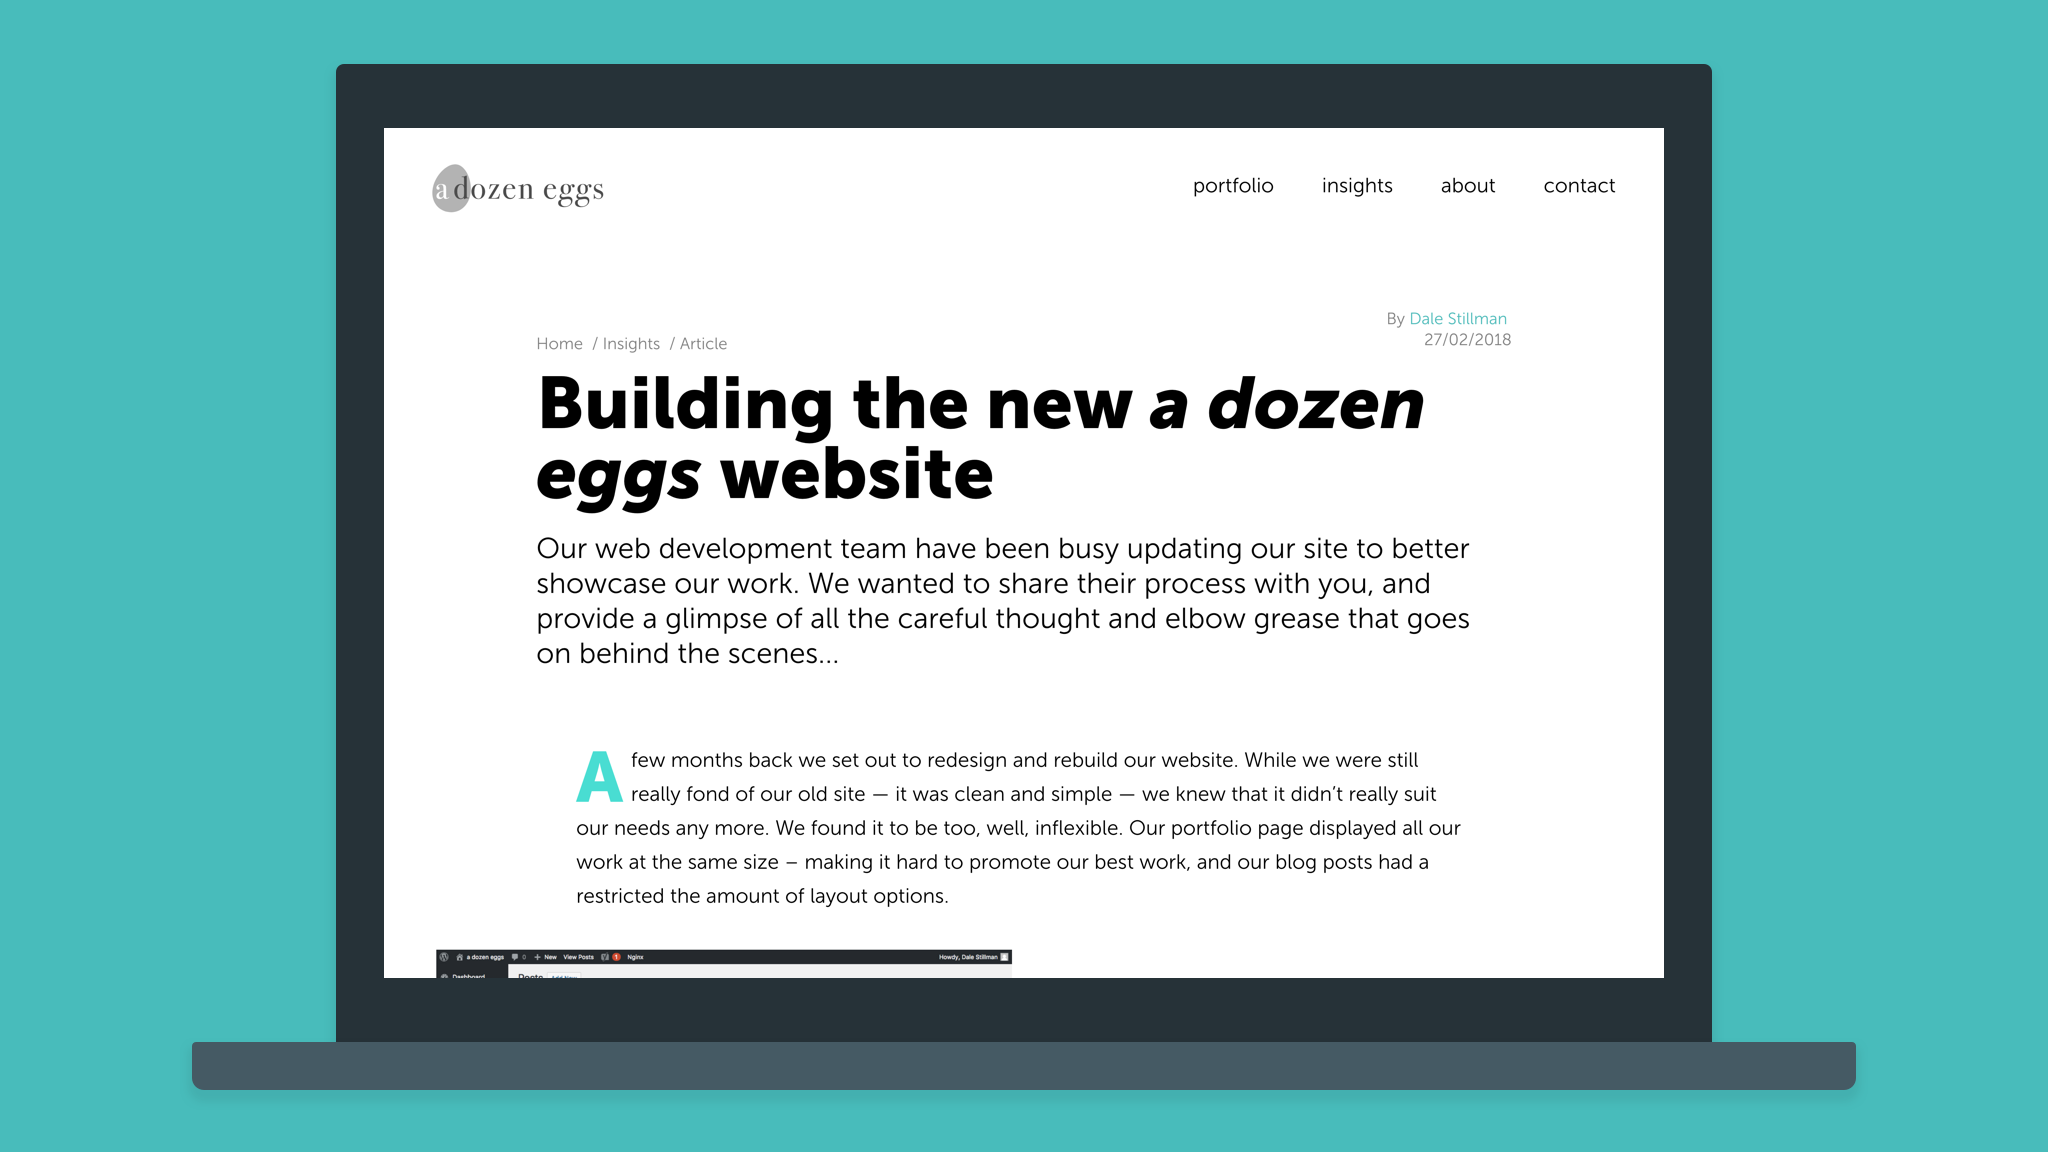 a dozen eggs
portfolio insights about contact
By Dale Stillman
27/02/2018
Home / Insights / Article
Building the new a dozen
eggs website
Our web development team have been busy updating our site to better
showcase our work. We wanted to share their process with you, and
provide a glimpse of all the careful thought and elbow grease that goes
on behind the scenes...
A few months back we set out to redesign and rebuild our website. While we were still
really fond of our old site — it was clean and simple — we knew that it didn’t really suit
our needs any more. We found it to be too, well, inflexible. Our portfolio page displayed all our
work at the same size – making it hard to promote our best work, and our blog posts had a
restricted the amount of layout options.
a dozen eggs 0 + New View Posts 1 Nginx Howdy, Dale Stillman
Dashboard Posts